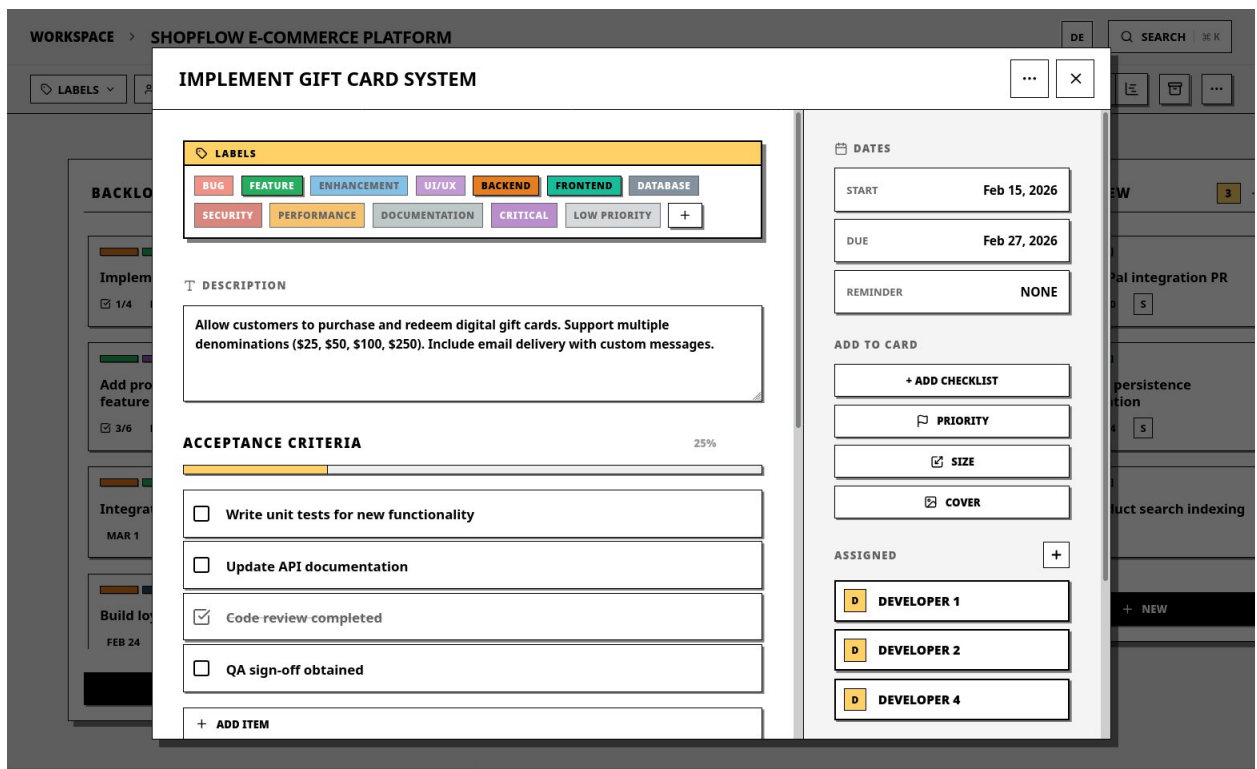 WORKSPACE > SHOPFLOW E-COMMERCE PLATFORM
DE
SEARCH ⌘ K
LABELS
IMPLEMENT GIFT CARD SYSTEM
LABELS
BUG FEATURE ENHANCEMENT UI/UX BACKEND FRONTEND DATABASE
SECURITY PERFORMANCE DOCUMENTATION CRITICAL LOW PRIORITY +
DESCRIPTION
Allow customers to purchase and redeem digital gift cards. Support multiple
denominations ($25, $50, $100, $250). Include email delivery with custom messages.
ACCEPTANCE CRITERIA 25%
Write unit tests for new functionality
Update API documentation
Code review completed
QA sign-off obtained
+ ADD ITEM
DATES
START Feb 15, 2026
DUE Feb 27, 2026
REMINDER NONE
ADD TO CARD
+ ADD CHECKLIST
PRIORITY
SIZE
COVER
ASSIGNED +
D DEVELOPER 1
D DEVELOPER 2
D DEVELOPER 4
BACKLO
Implem
1/4
Add pro
feature
3/6
Integra
MAR 1
Build lo
FEB 24
EW 3
Pal integration PR
S
persistence
S
uct search indexing
+ NEW